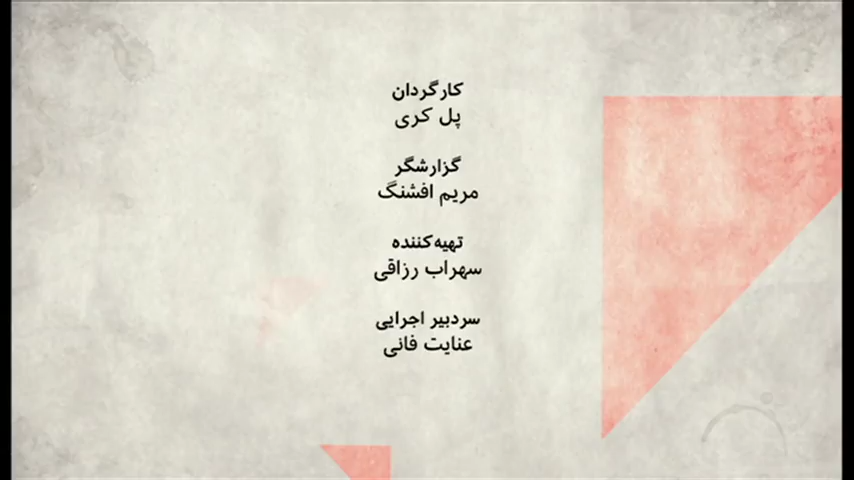 کارگردان
پل کری
گزارشگر
مریم افشنگ
تهیه‌کننده
سهراب رزاقی
سردبیر اجرایی
عنایت فانی